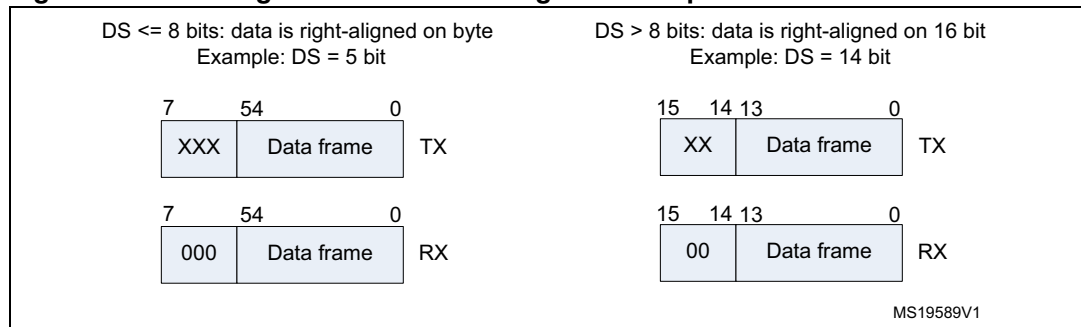 DS <= 8 bits: data is right-aligned on byte
Example: DS = 5 bit
7 54 0
XXX Data frame TX
7 54 0
000 Data frame RX
DS > 8 bits: data is right-aligned on 16 bit
Example: DS = 14 bit
15 14 13 0
XX Data frame TX
15 14 13 0
00 Data frame RX
MS19589V1